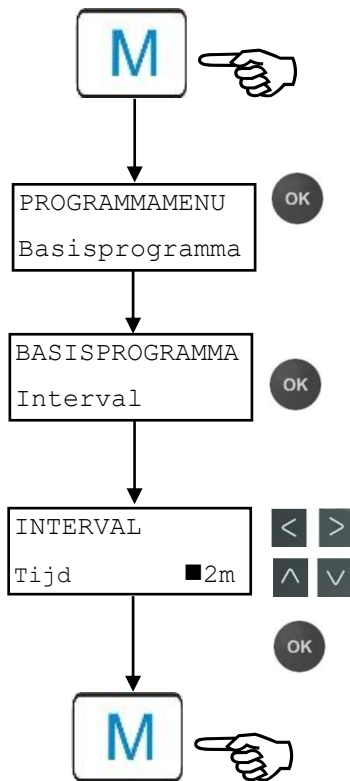 M
PROGRAMMAMENU
OK
Basisprogramma
BASISPROGRAMMA
OK
Interval
INTERVAL
< >
Tijd ■2m
∧ ∨
OK
M